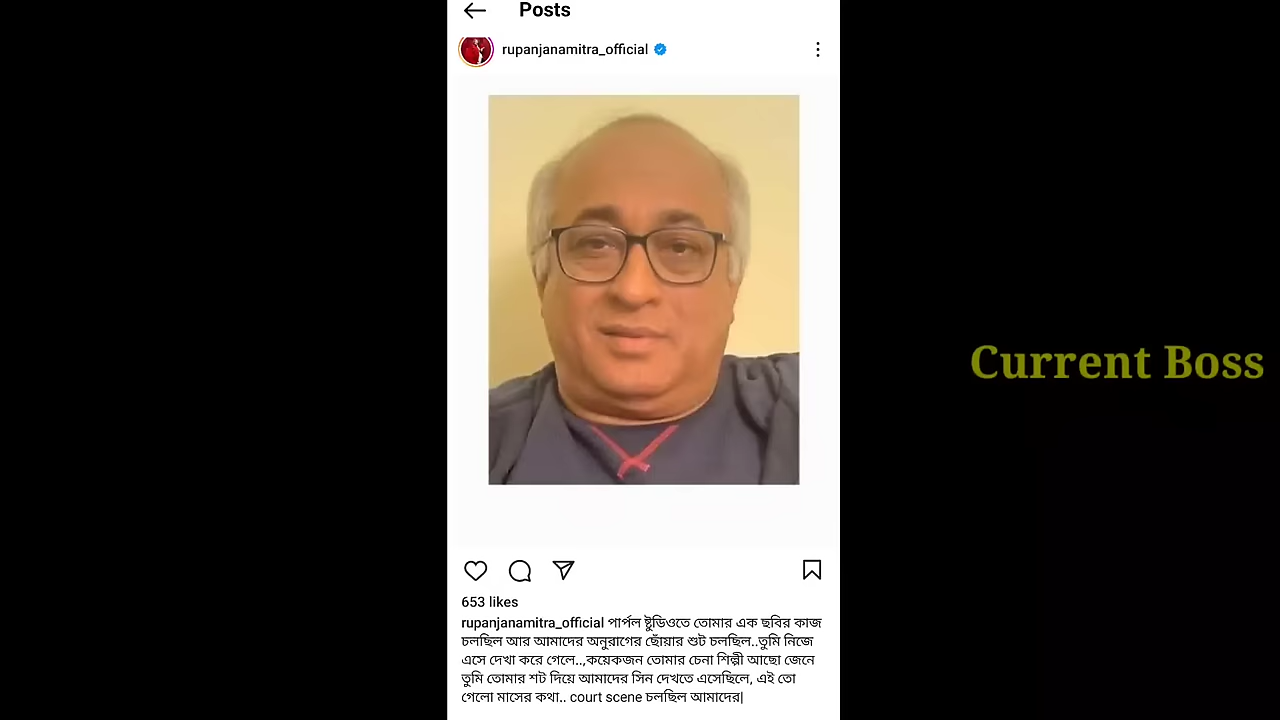 Posts
rupanjanamitra_official
Current Boss
653 likes
rupanjanamitra_official পার্পল ষ্টুডিওতে তোমার এক ছবির কাজ
চলছিল আর আমাদের অনুরাগের ছোঁয়ার শুট চলছিল..তুমি নিজে
এসে দেখা করে গেলে..,কয়েকজন তোমার চেনা শিল্পী আছো জেনে
তুমি তোমার শট দিয়ে আমাদের সিন দেখতে এসেছিলে, এই তো
গেলো মাসের কথা.. court scene চলছিল আমাদের|